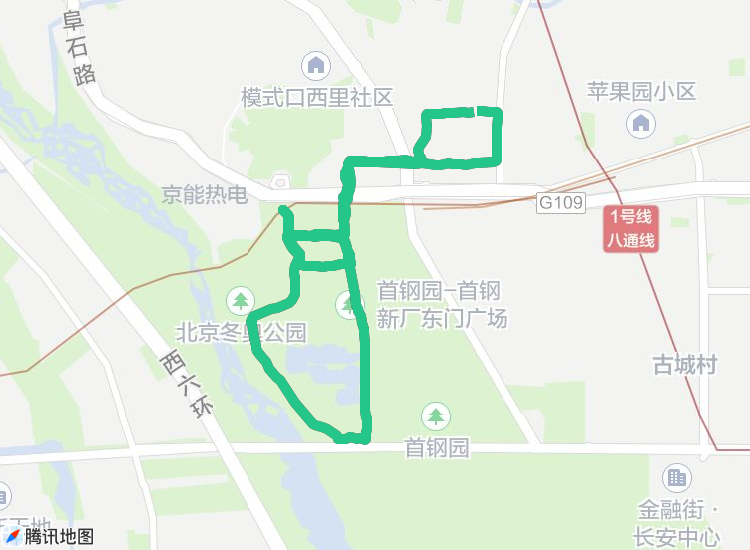 阜石路
模式口西里社区
苹果园小区
京能热电
G109
1号线
八通线
首钢园-首钢
新厂东门广场
北京冬奥公园
西六环
古城村
首钢园
金融街·
长安中心
天地
腾讯地图